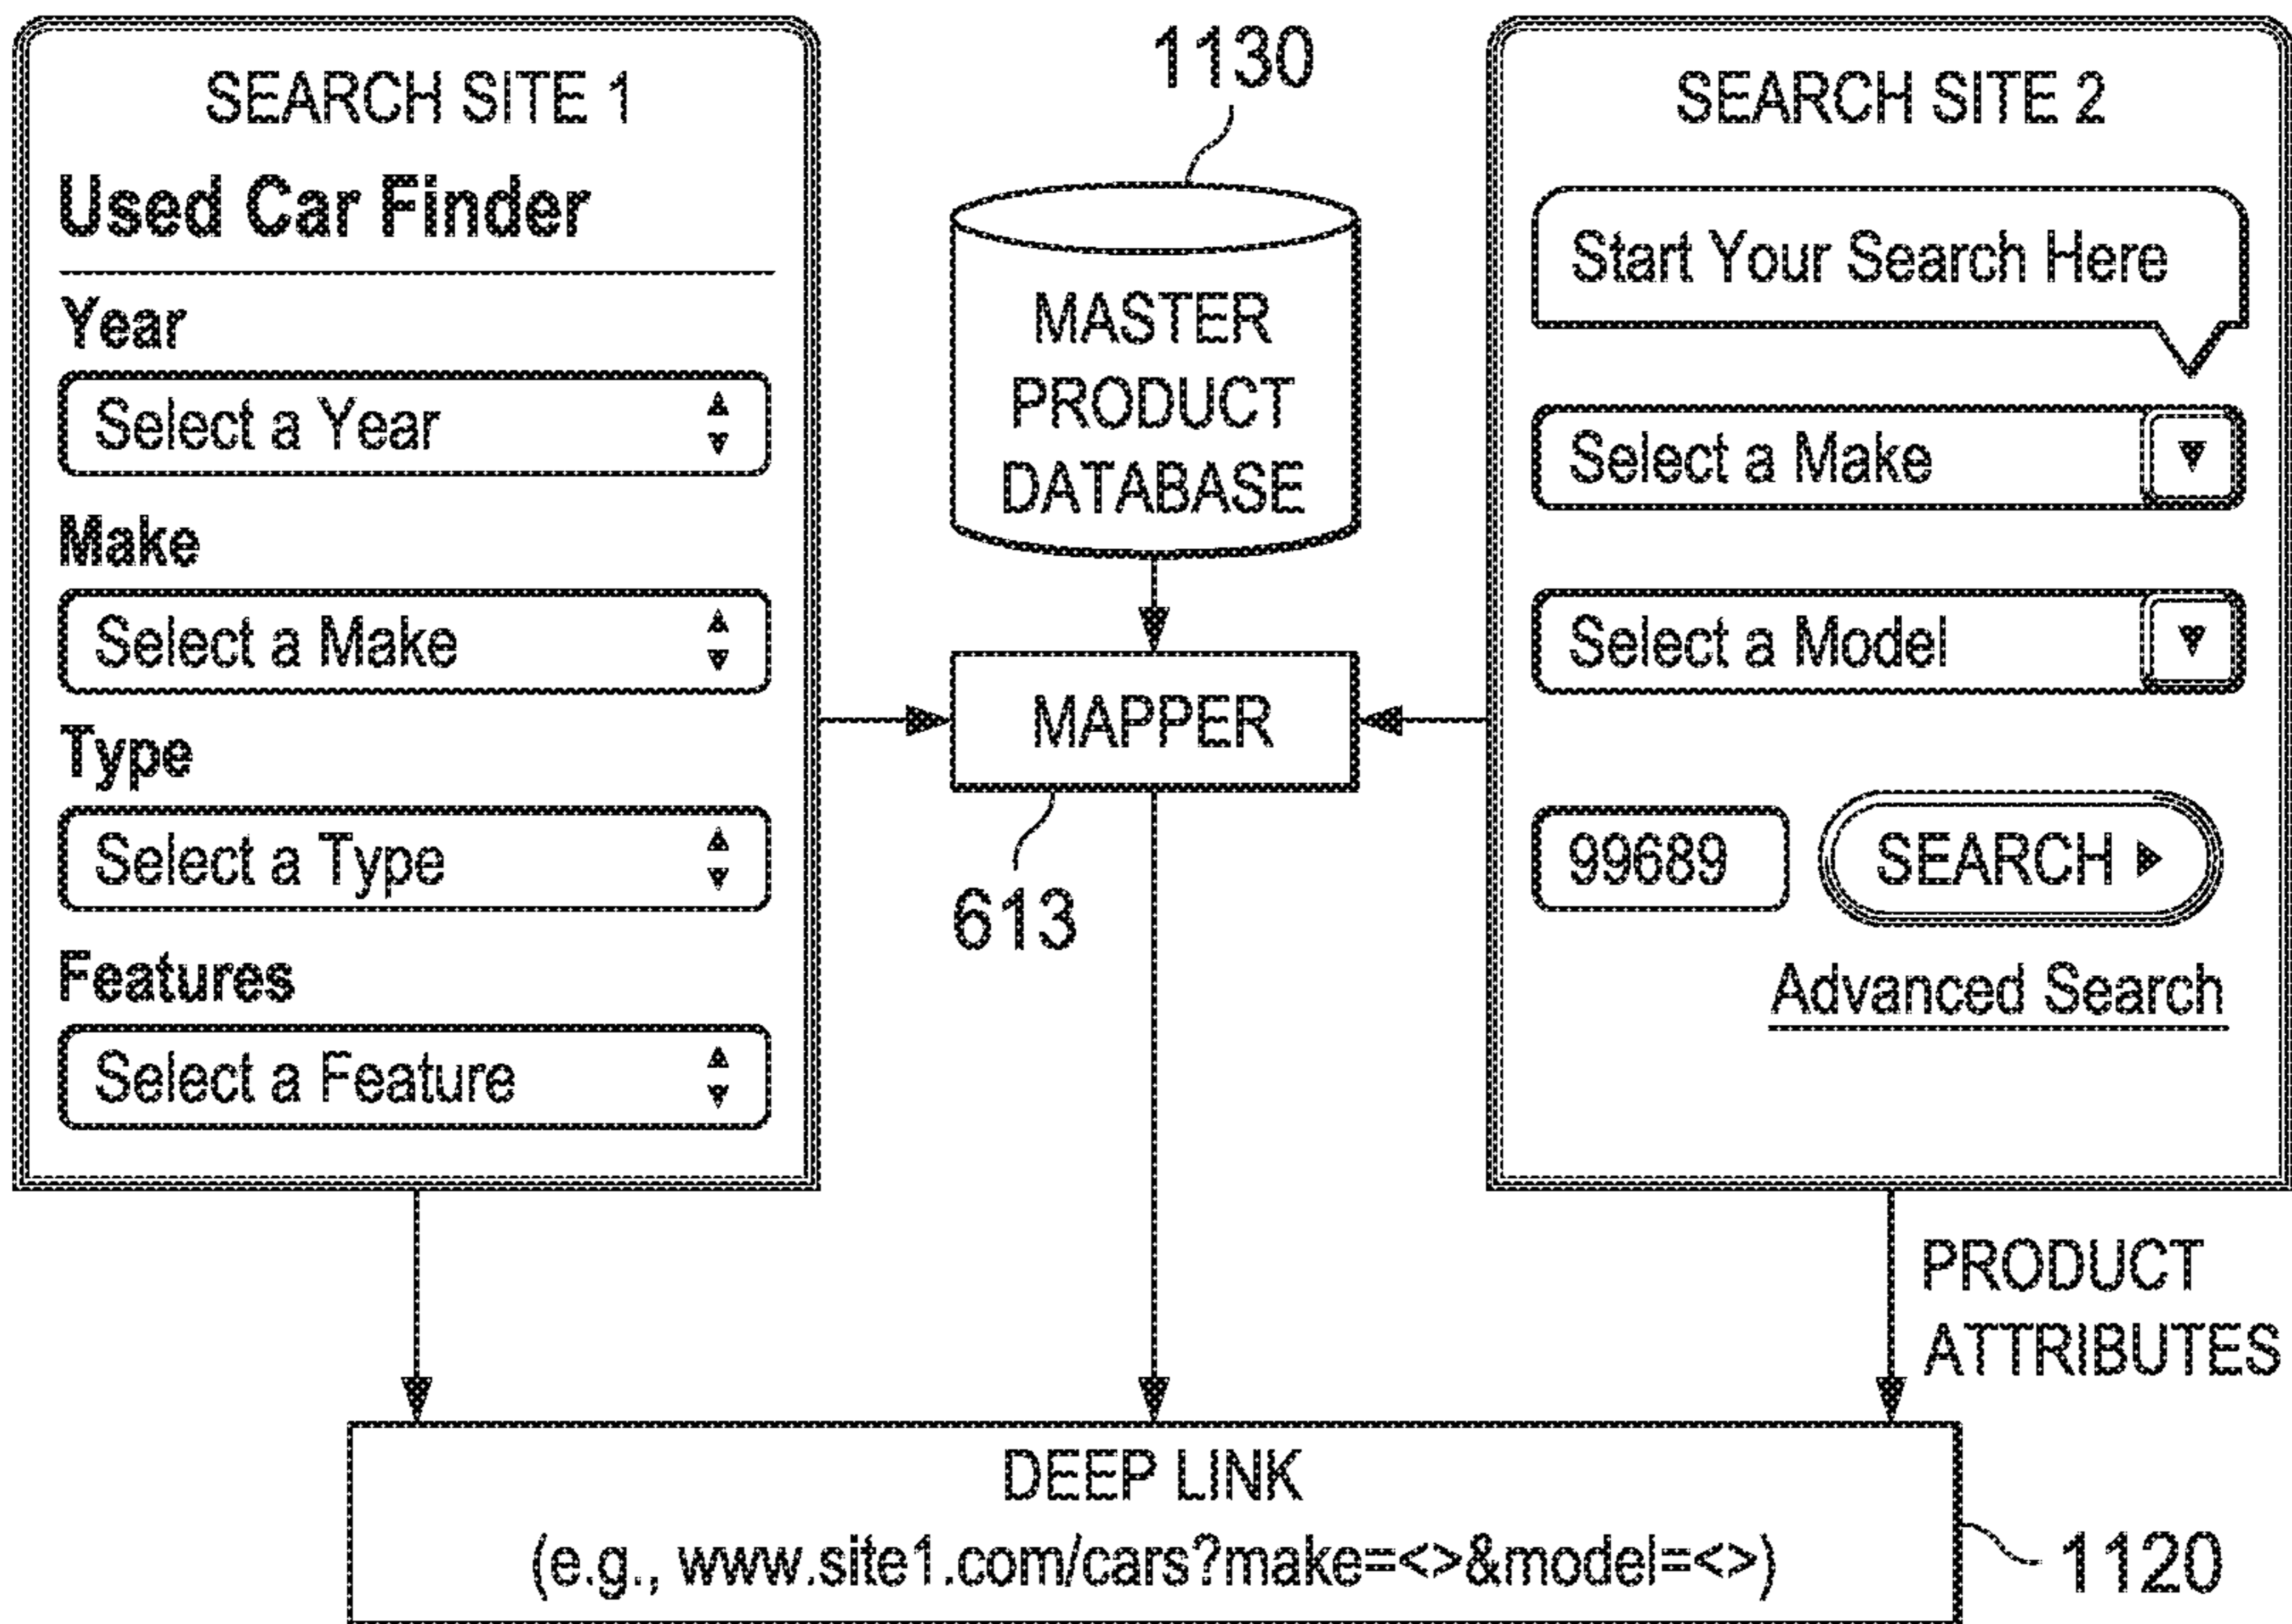 SEARCH SITE 1
Used Car Finder
Year
Select a Year
Make
Select a Make
Type
Select a Type
Features
Select a Feature
1130
MASTER
PRODUCT
DATABASE
MAPPER
613
SEARCH SITE 2
Start Your Search Here
Select a Make
Select a Model
99689
SEARCH
Advanced Search
PRODUCT
ATTRIBUTES
DEEP LINK
(e.g., www.site1.com/cars?make=<>&model=<>)
1120